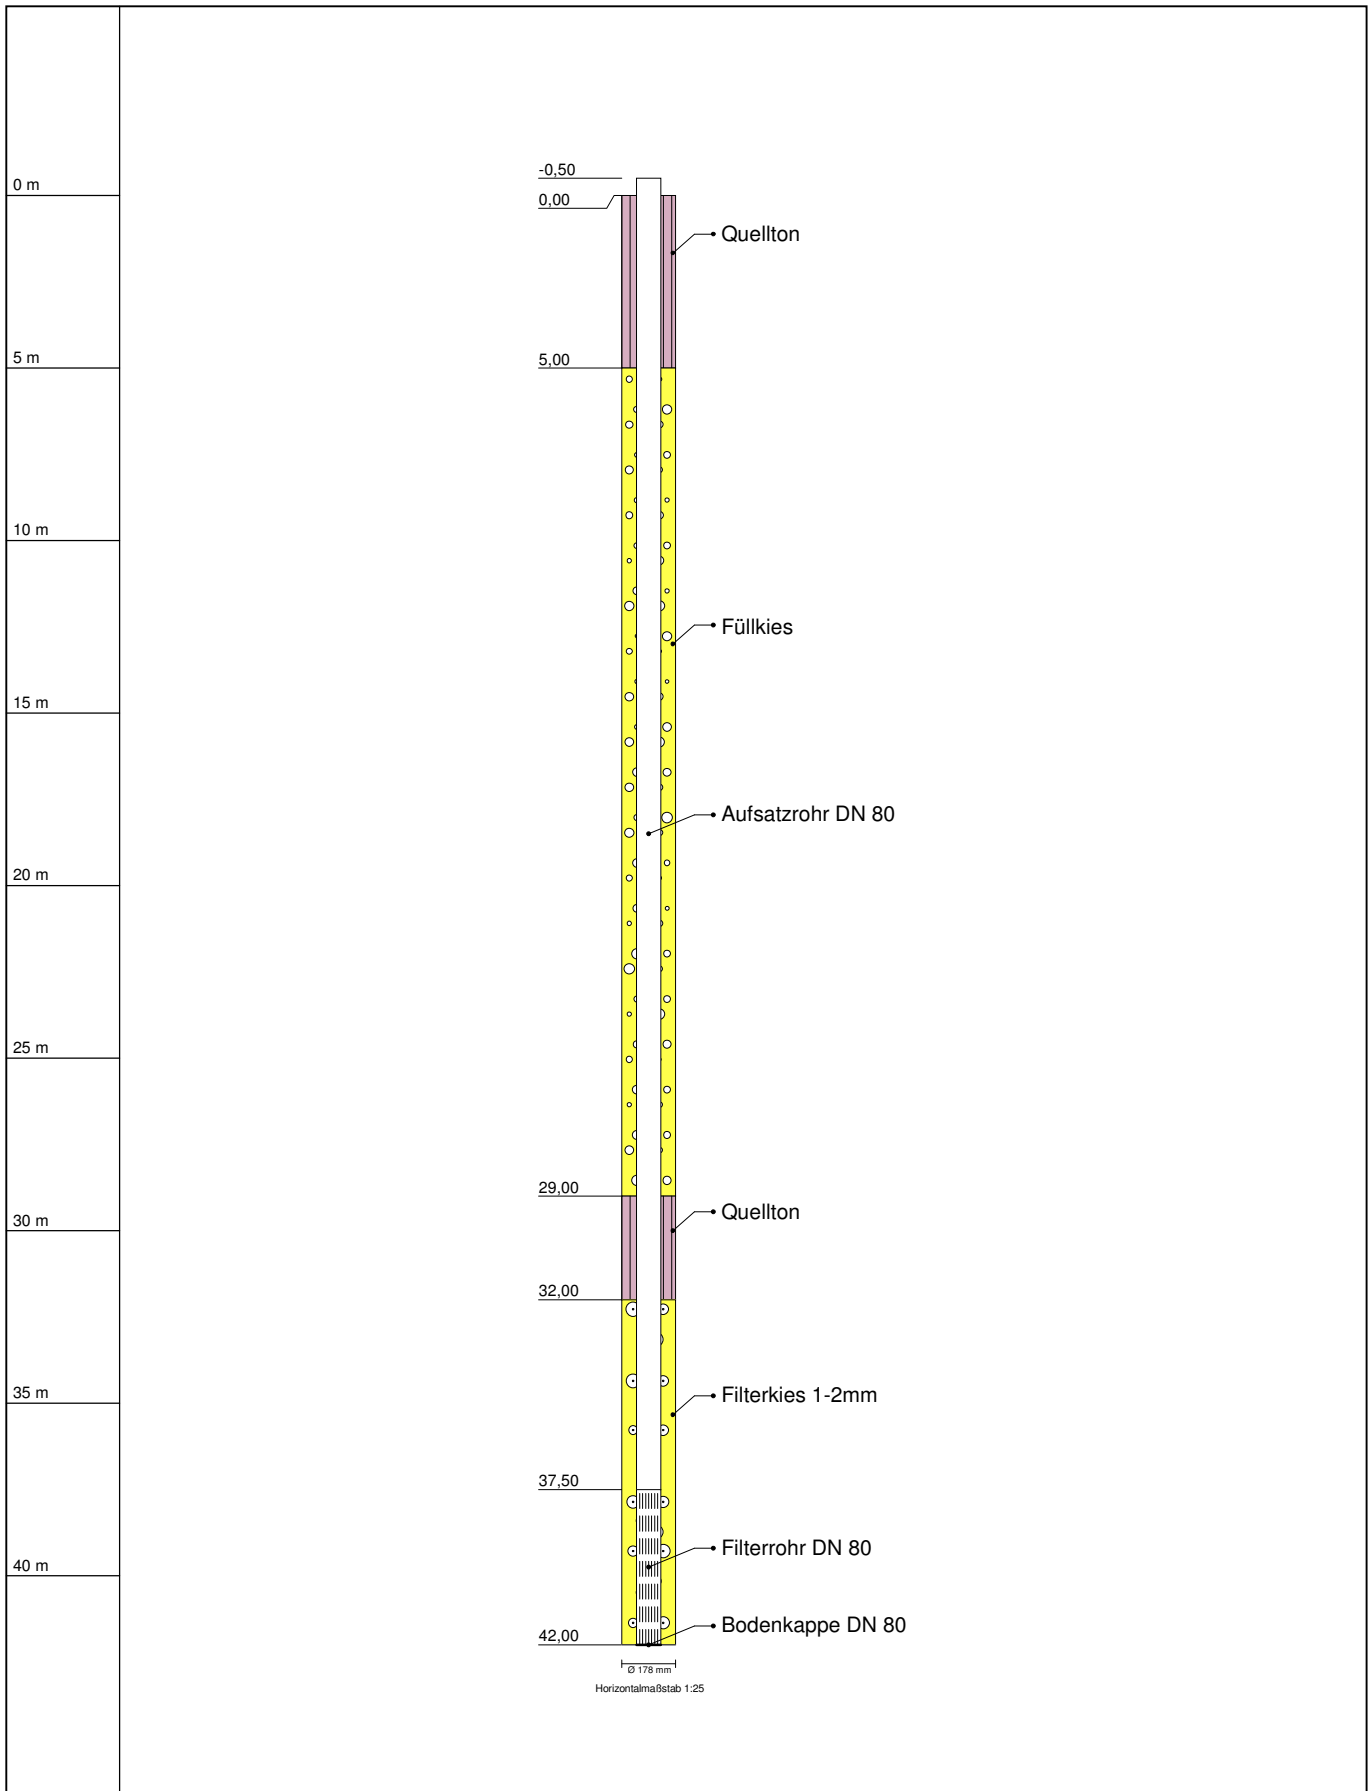 -0,50
0 m
0,00
Quellton
5 m
5,00
10 m
Füllkies
15 m
Aufsatzrohr DN 80
20 m
25 m
29,00
Quellton
30 m
32,00
35 m
Filterkies 1-2mm
37,50
Filterrohr DN 80
40 m
Bodenkappe DN 80
42,00
Ø 178 mm
Horizontalmaßstab 1:25